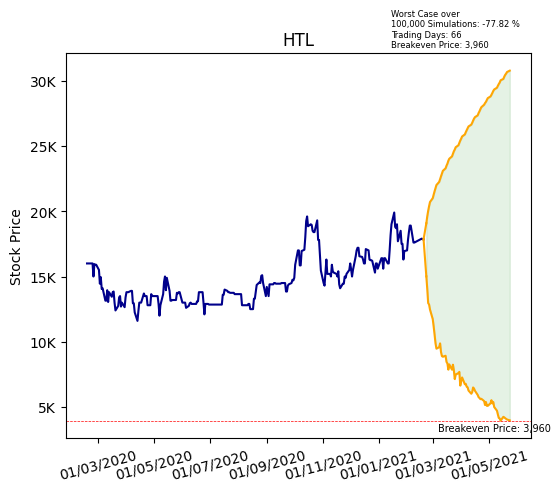 Worst Case over
100,000 Simulations: -77.82 %
Trading Days: 66
Breakeven Price: 3,960
HTL
Stock Price
30K
25K
20K
15K
10K
5K
Breakeven Price: 3,960
01/03/2020
01/05/2020
01/07/2020
01/09/2020
01/11/2020
01/01/2021
01/03/2021
01/05/2021